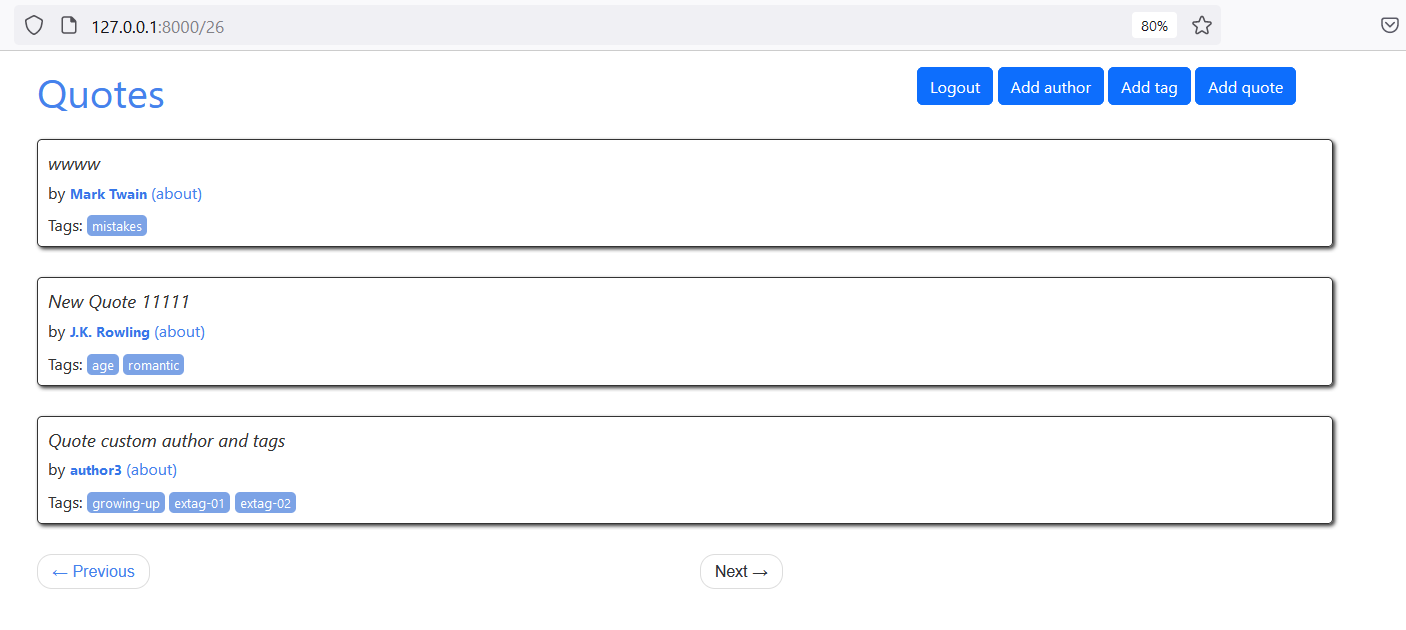 127.0.0.1:8000/26
80%
Quotes
Logout Add author Add tag Add quote
wwww
by Mark Twain (about)
Tags: mistakes
New Quote 11111
by J.K. Rowling (about)
Tags: age romantic
Quote custom author and tags
by author3 (about)
Tags: growing-up extag-01 extag-02
← Previous
Next →